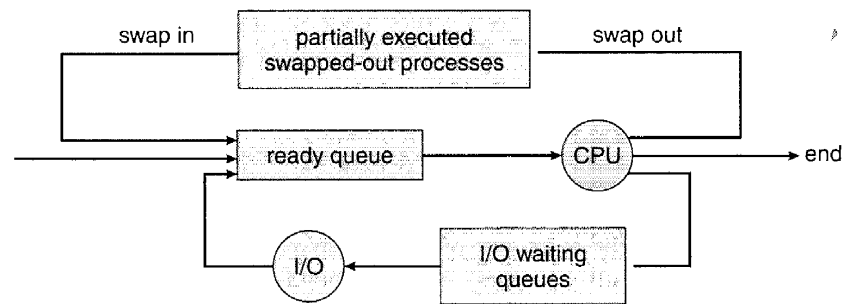 swap in
partially executed
swapped-out processes
swap out
ready queue
CPU
end
I/O
I/O waiting
queues